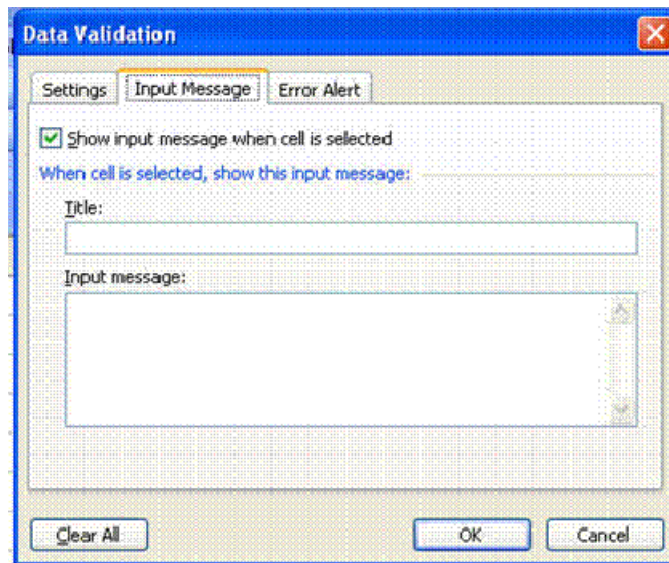 Data Validation
Settings Input Message Error Alert
Show input message when cell is selected
When cell is selected, show this input message:
Title:
Input message:
Clear All OK Cancel